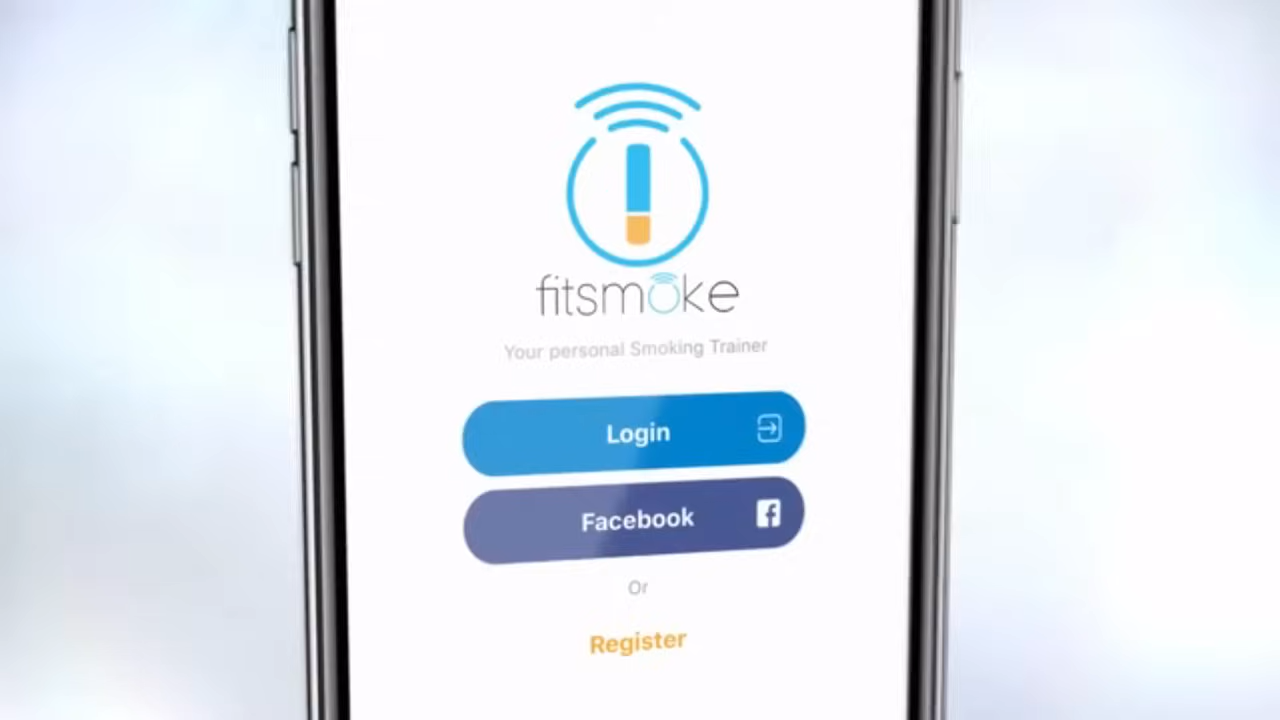 fitsmoke
Your personal Smoking Trainer
Login
Facebook
Or
Register